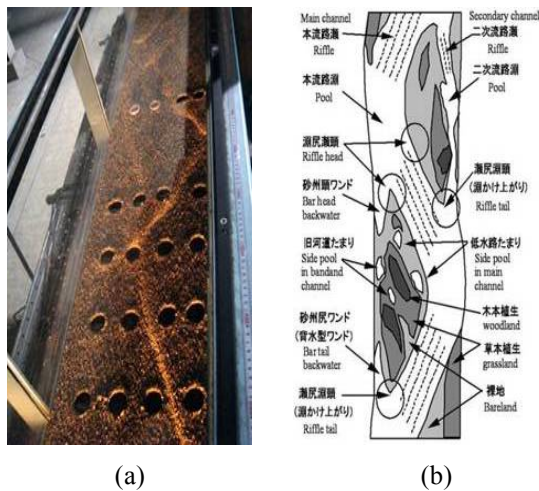 Main channel
本流路瀬
Riffle
Secondary channel
二次流路瀬
Riffle
本流路淵
Pool
二次流路淵
Pool
淵尻瀬頭
Riffle head
瀬尻淵頭
(淵かけ上がり)
Riffle tail
砂州頭ワンド
Bar head
backwater
旧河道たまり
Side pool
in bandand
channel
低水路たまり
Side pool
in main
channel
木本植生
woodland
砂州尻ワンド
(背水型ワンド)
Bar tail
backwater
草本植生
grassland
裸地
Bareland
瀬尻淵頭
(淵かけ上がり)
Riffle tail
(a)
(b)